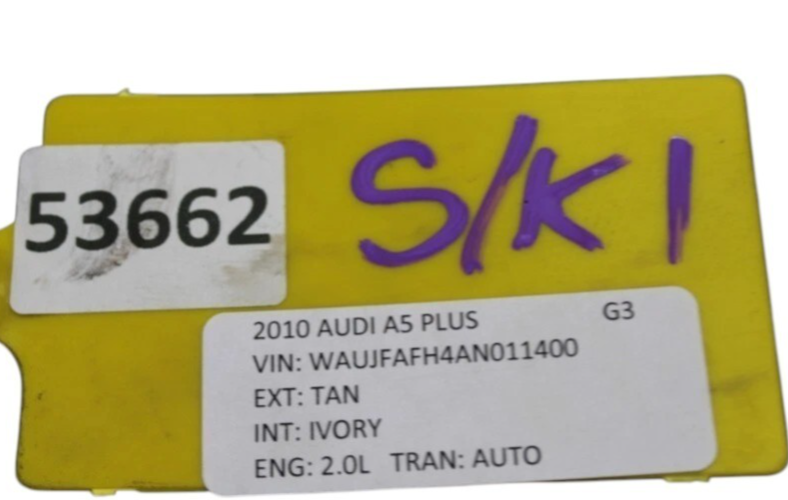 S/K 1
53662
2010 AUDI A5 PLUS G3
VIN: WAUJFAFH4AN011400
EXT: TAN
INT: IVORY
ENG: 2.0L TRAN: AUTO